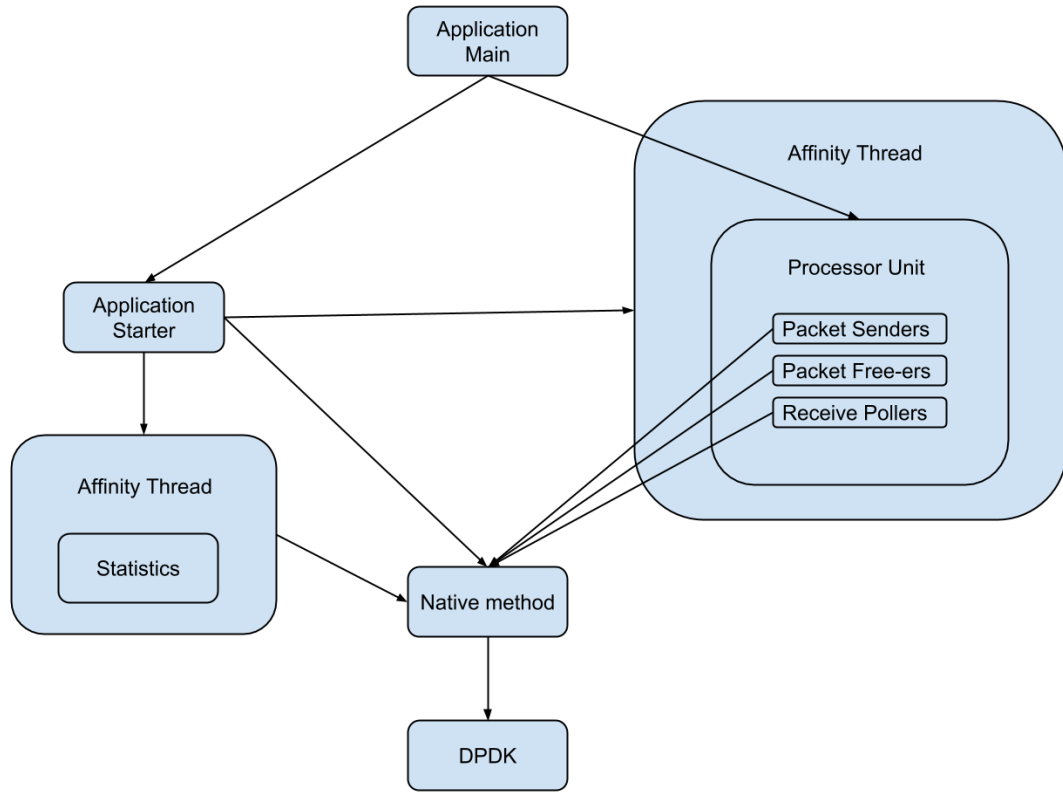 Application
Main
Affinity Thread
Processor Unit
Application
Starter
Packet Senders
Packet Free-ers
Receive Pollers
Affinity Thread
Statistics
Native method
DPDK